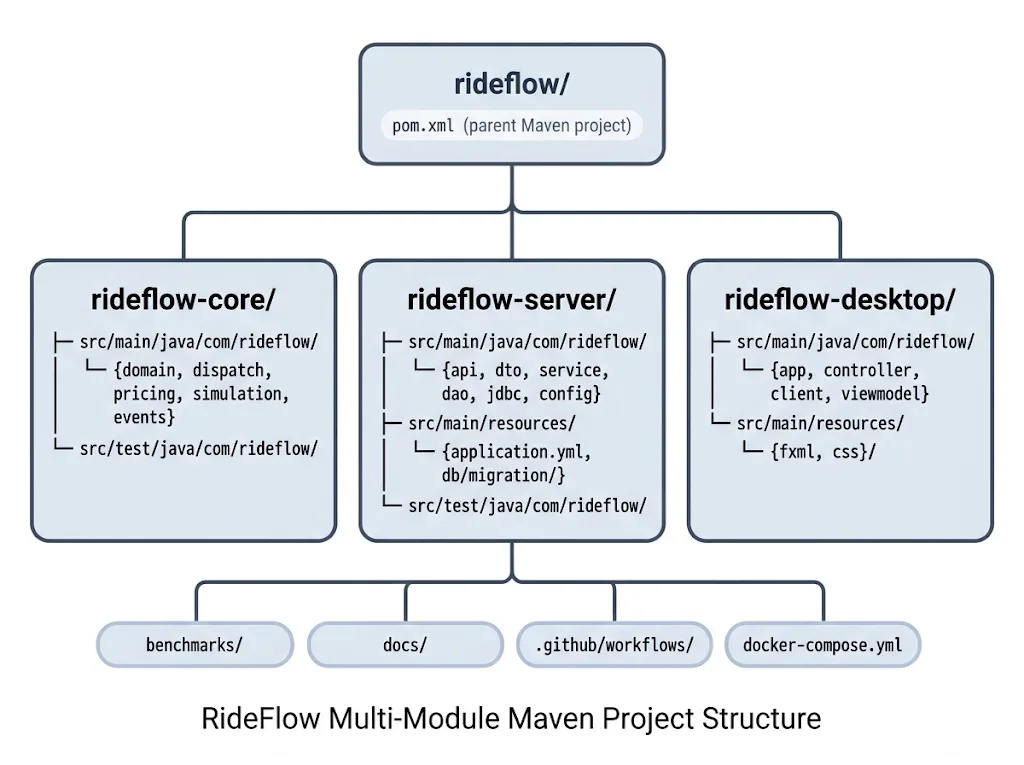 rideflow/
pom.xml (parent Maven project)
rideflow-core/
├─ src/main/java/com/rideflow/
└─ {domain, dispatch,
pricing, simulation,
events}
└─ src/test/java/com/rideflow/
rideflow-server/
├─ src/main/java/com/rideflow/
└─ {api, dto, service,
dao, jdbc, config}
├─ src/main/resources/
└─ {application.yml,
db/migration/}
└─ src/test/java/com/rideflow/
rideflow-desktop/
├─ src/main/java/com/rideflow/
└─ {app, controller,
client, viewmodel}
└─ src/main/resources/
└─ {fxml, css}/
benchmarks/
docs/
.github/workflows/
docker-compose.yml
RideFlow Multi-Module Maven Project Structure